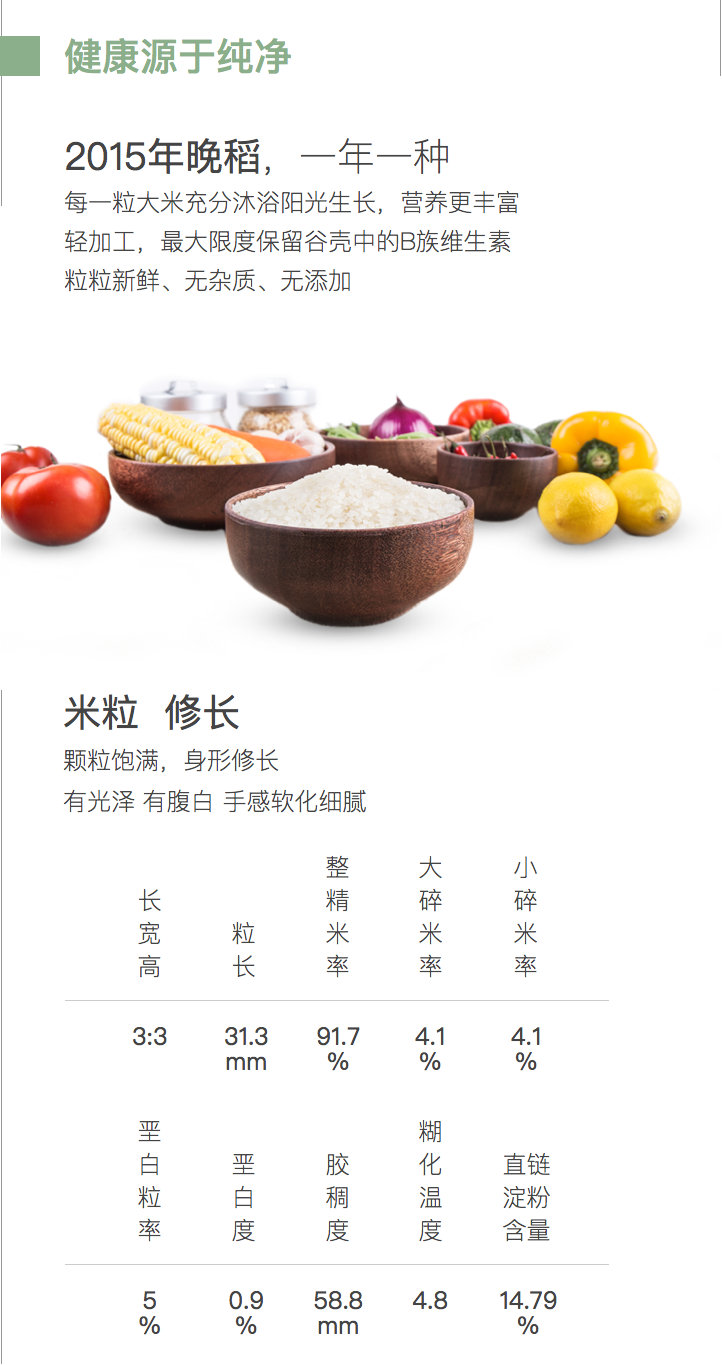 健康源于纯净
2015年晚稻，一年一种
每一粒大米充分沐浴阳光生长，营养更丰富
轻加工，最大限度保留谷壳中的B族维生素
粒粒新鲜、无杂质、无添加
米粒 修长
颗粒饱满，身形修长
有光泽 有腹白 手感软化细腻
长宽高 粒长 整精米率 大碎米率 小碎米率
3:3 31.3 mm 91.7 % 4.1 % 4.1 %
垩白粒率 垩白度 胶稠度 糊化温度 直链淀粉含量
5 % 0.9 % 58.8 mm 4.8 14.79 %